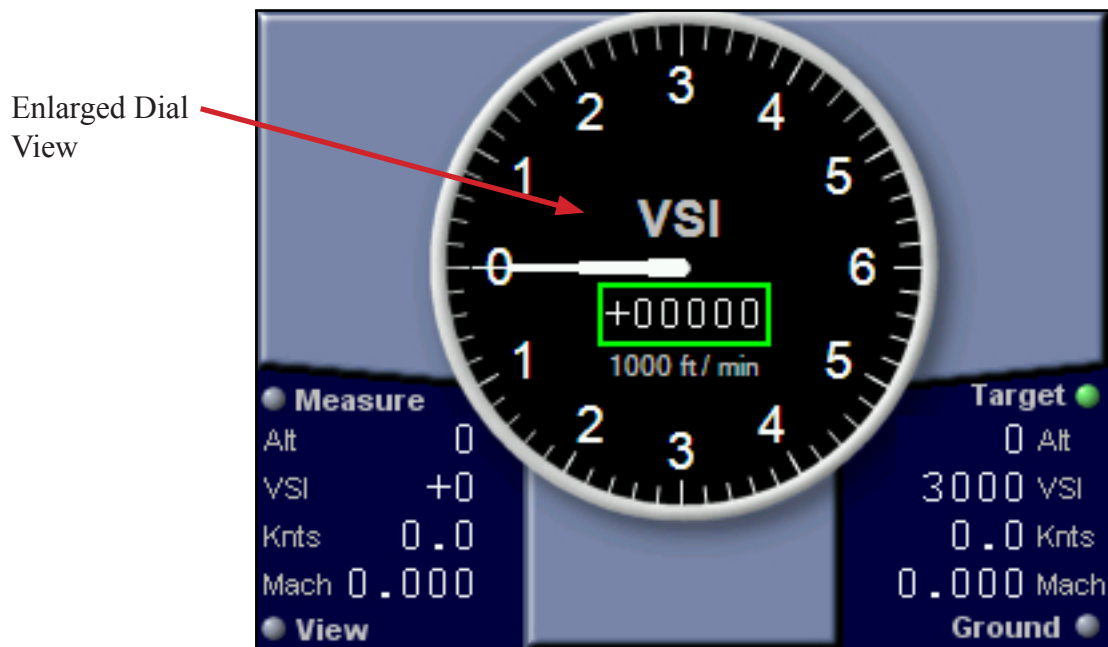 Enlarged Dial
View
3
2 4
1 5
VSI
0 6
+00000
1 1000 ft / min 5
2 4
3
Measure
Alt 0
VSI +0
Knts 0.0
Mach 0.000
View
Target
0 Alt
3000 VSI
0.0 Knts
0.000 Mach
Ground